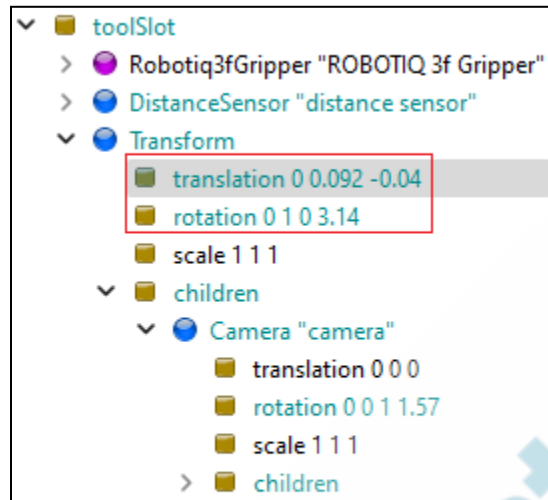 toolSlot
Robotiq3fGripper "ROBOTIQ 3f Gripper"
DistanceSensor "distance sensor"
Transform
translation 0 0.092 -0.04
rotation 0 1 0 3.14
scale 1 1 1
children
Camera "camera"
translation 0 0 0
rotation 0 0 1 1.57
scale 1 1 1
children